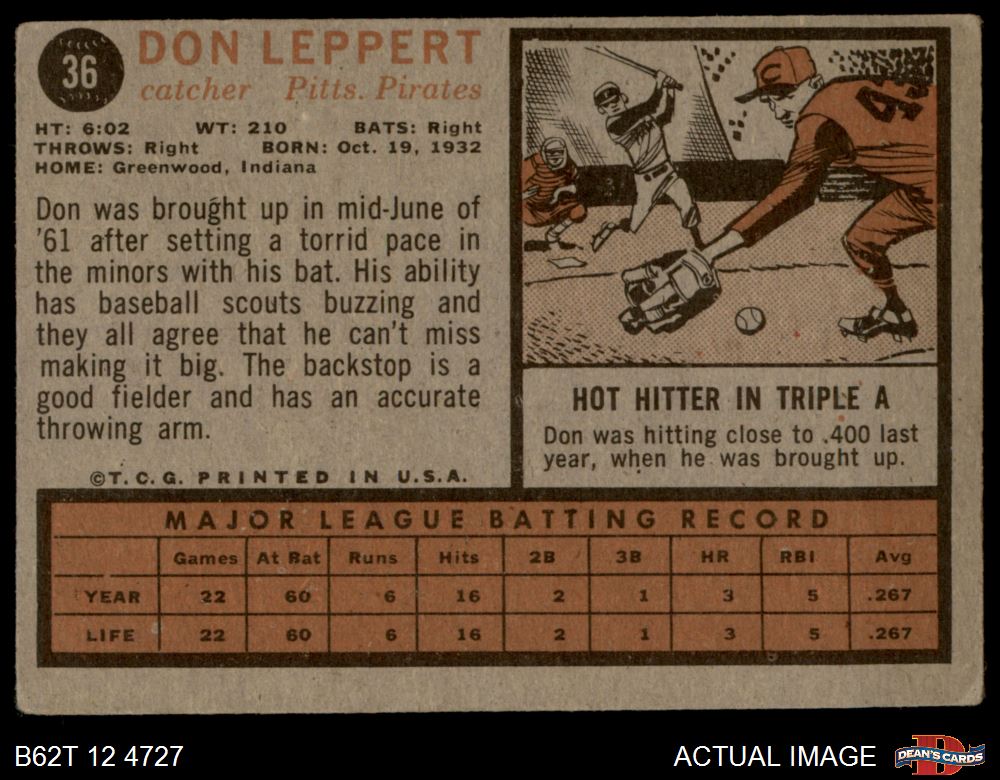 36
DON LEPPERT
catcher Pitts. Pirates
HT: 6:02 WT: 210 BATS: Right
THROWS: Right BORN: Oct. 19, 1932
HOME: Greenwood, Indiana
Don was brought up in mid-June of
'61 after setting a torrid pace in
the minors with his bat. His ability
has baseball scouts buzzing and
they all agree that he can't miss
making it big. The backstop is a
good fielder and has an accurate
throwing arm.
©T.C.G. PRINTED IN U.S.A.
C
HOT HITTER IN TRIPLE A
Don was hitting close to .400 last
year, when he was brought up.
MAJOR LEAGUE BATTING RECORD
Games At Bat Runs Hits 2B 3B HR RBI Avg
YEAR 22 60 6 16 2 1 3 5 .267
LIFE 22 60 6 16 2 1 3 5 .267
B62T 12 4727
ACTUAL IMAGE
DEAN'S CARDS